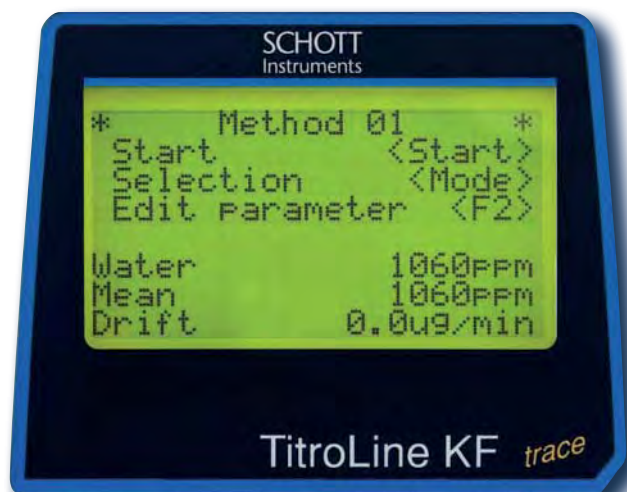 SCHOTT
Instruments
* Method 01 *
Start <Start>
Selection <Mode>
Edit parameter <F2>
Water 1060ppm
Mean 1060ppm
Drift 0.0ug/min
TitroLine KF trace